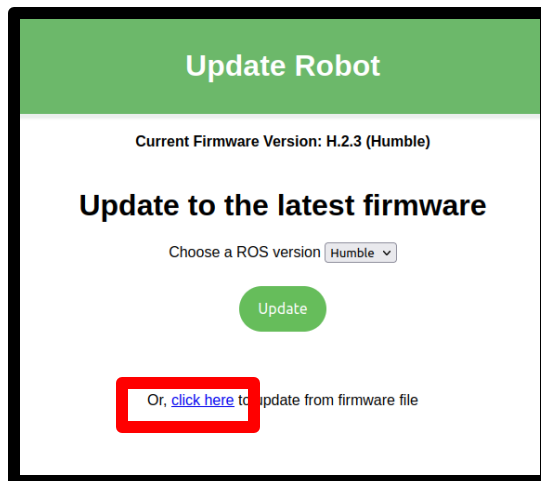 Update Robot
Current Firmware Version: H.2.3 (Humble)
Update to the latest firmware
Choose a ROS version Humble
Update
Or, click here to update from firmware file